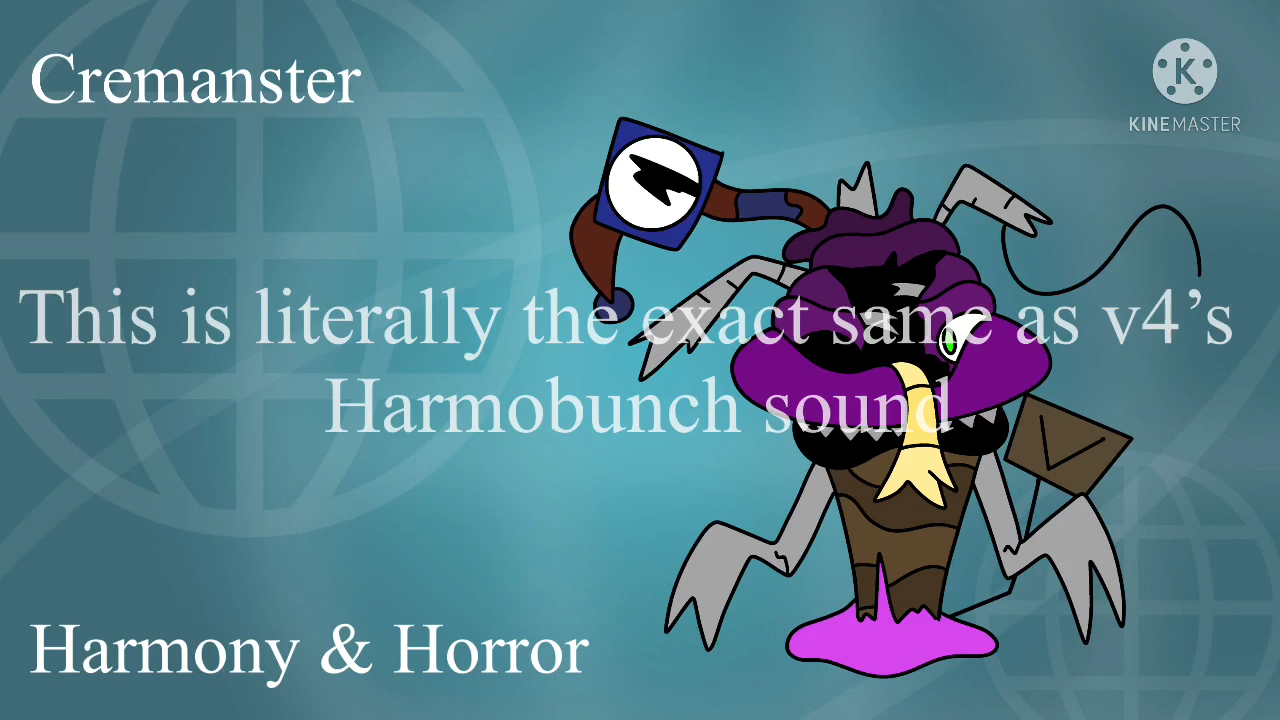 Cremanster
K
KINEMASTER
This is literally the exact same as v4’s
Harmobunch sound
Harmony & Horror